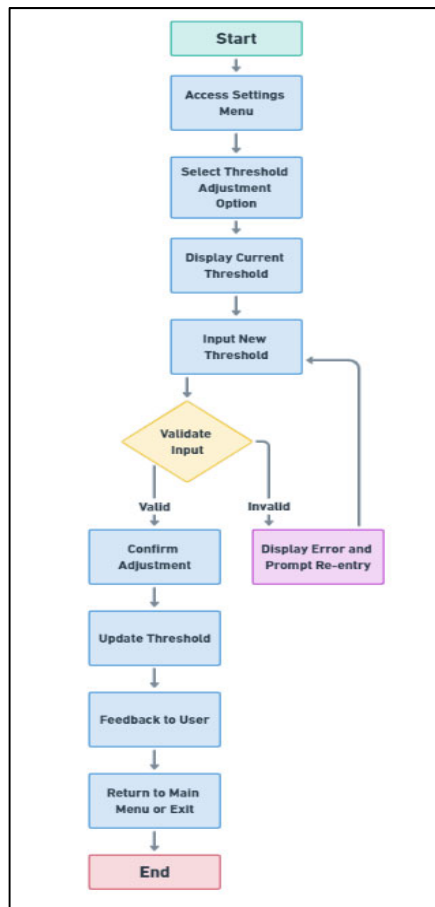 Start
Access Settings
Menu
Select Threshold
Adjustment
Option
Display Current
Threshold
Input New
Threshold
Validate
Input
Valid
Invalid
Confirm
Adjustment
Display Error and
Prompt Re-entry
Update Threshold
Feedback to User
Return to Main
Menu or Exit
End